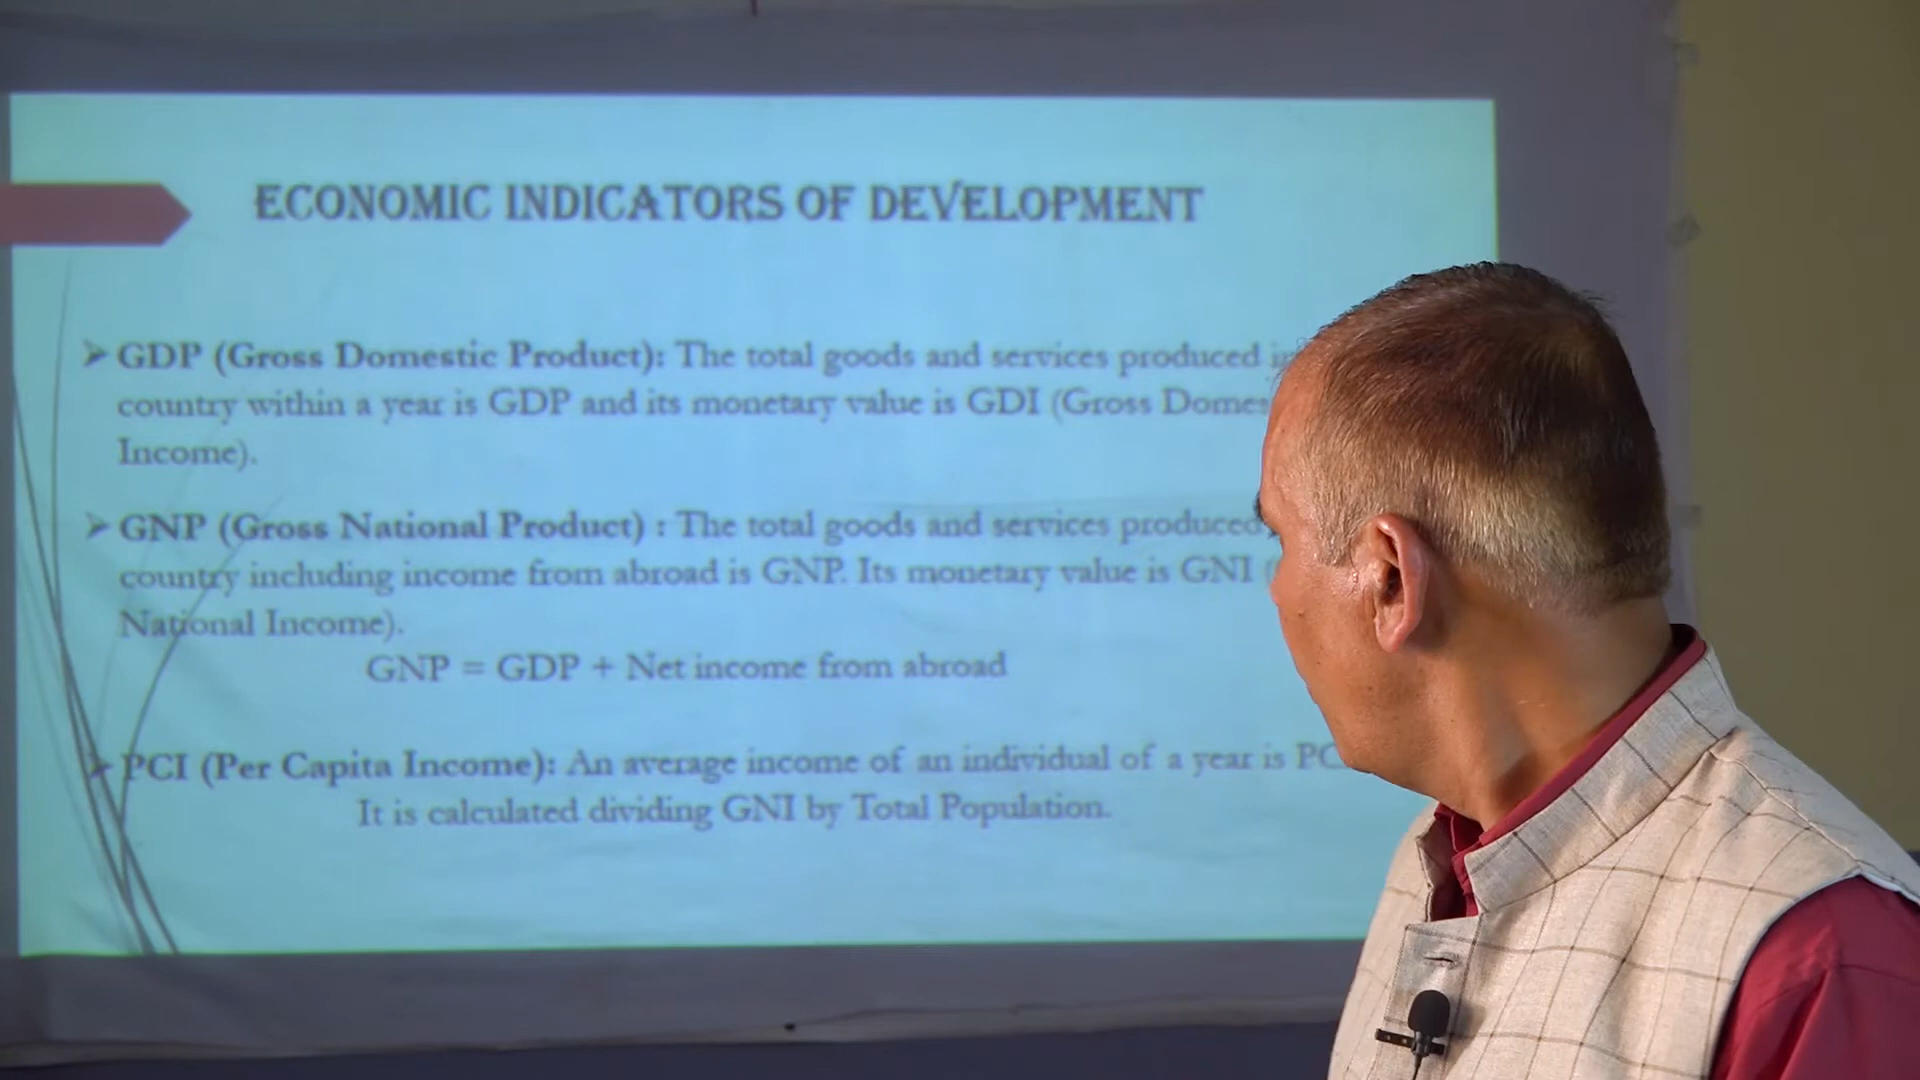 ECONOMIC INDICATORS OF DEVELOPMENT
➢ GDP (Gross Domestic Product): The total goods and services produced
country within a year is GDP and its monetary value is GDI (Gross
Income).
➢ GNP (Gross National Product) : The total goods and services produced
country including income from abroad is GNP. Its monetary value is GNI (
National Income).
GNP = GDP + Net income from abroad
➢ PCI (Per Capita Income): An average income of an individual of a year is
It is calculated dividing GNI by Total Population.